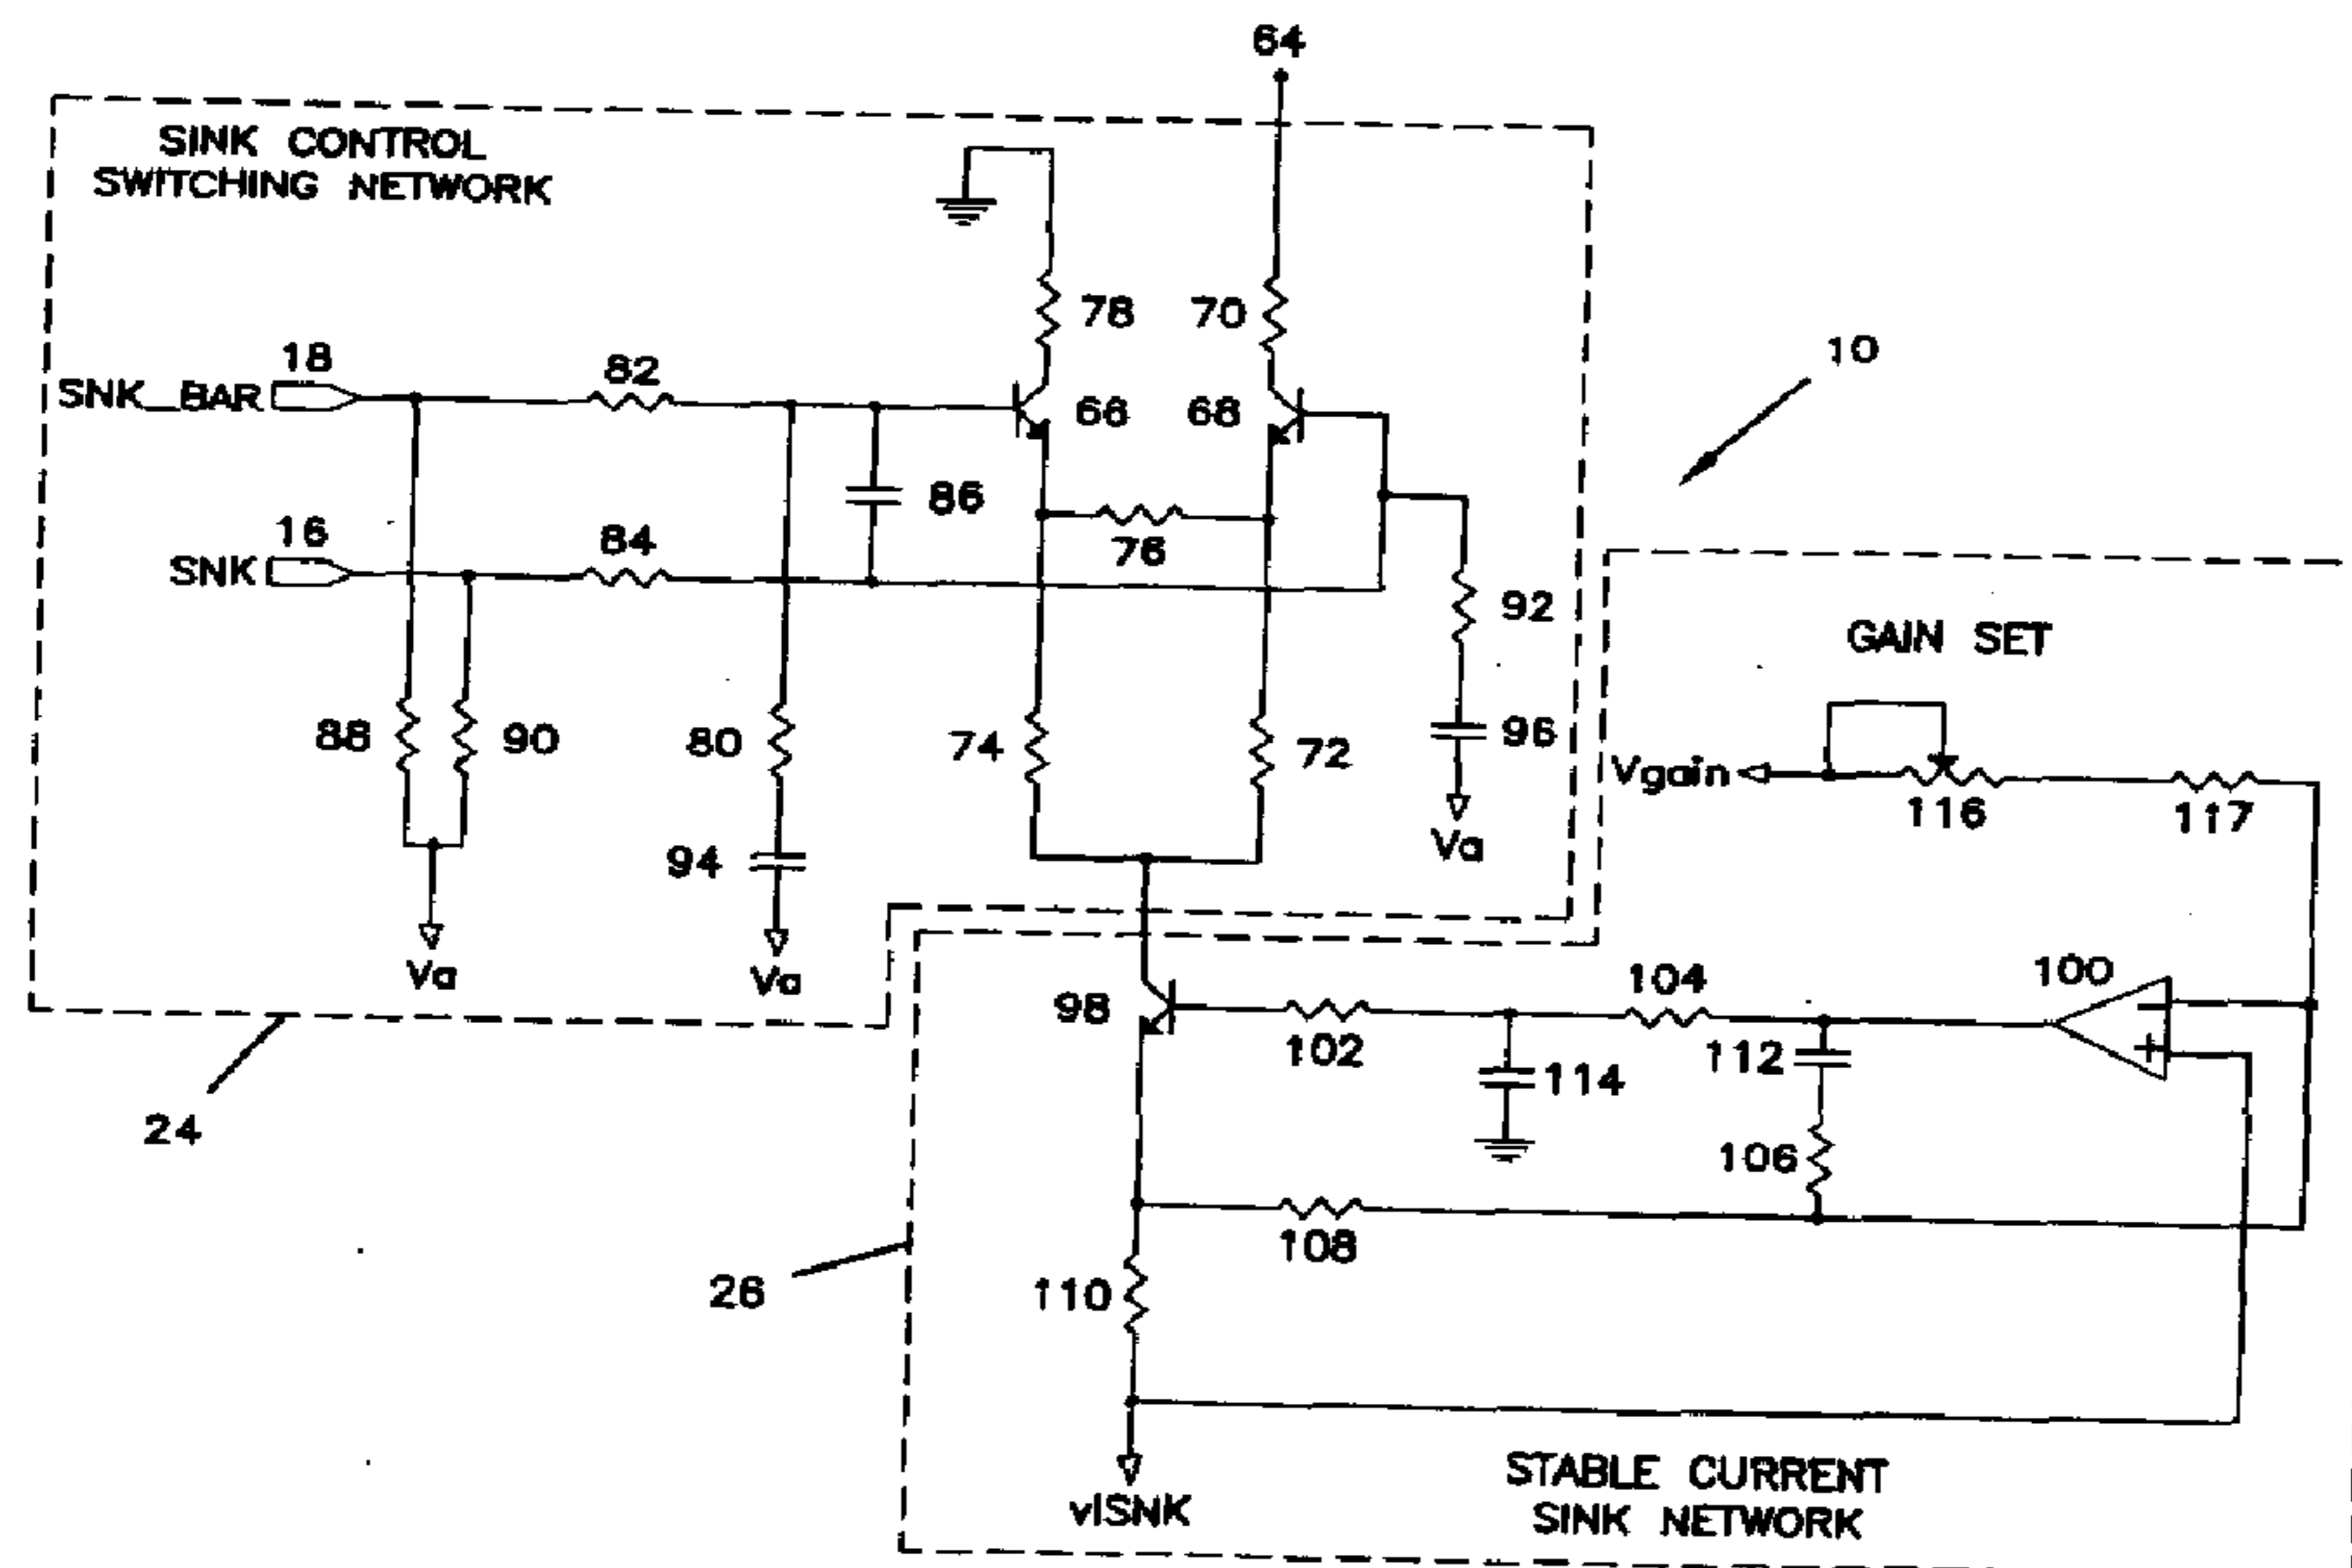 64
SINK CONTROL
SWITCHING NETWORK
78
70
10
18
82
SNK_BAR
66
68
86
16
84
SNK
76
92
GAIN SET
88
90
80
74
72
96
Vgain
116
117
Va
94
Va
Va
98
104
100
102
114
112
24
106
108
26
110
vISNK
STABLE CURRENT
SINK NETWORK